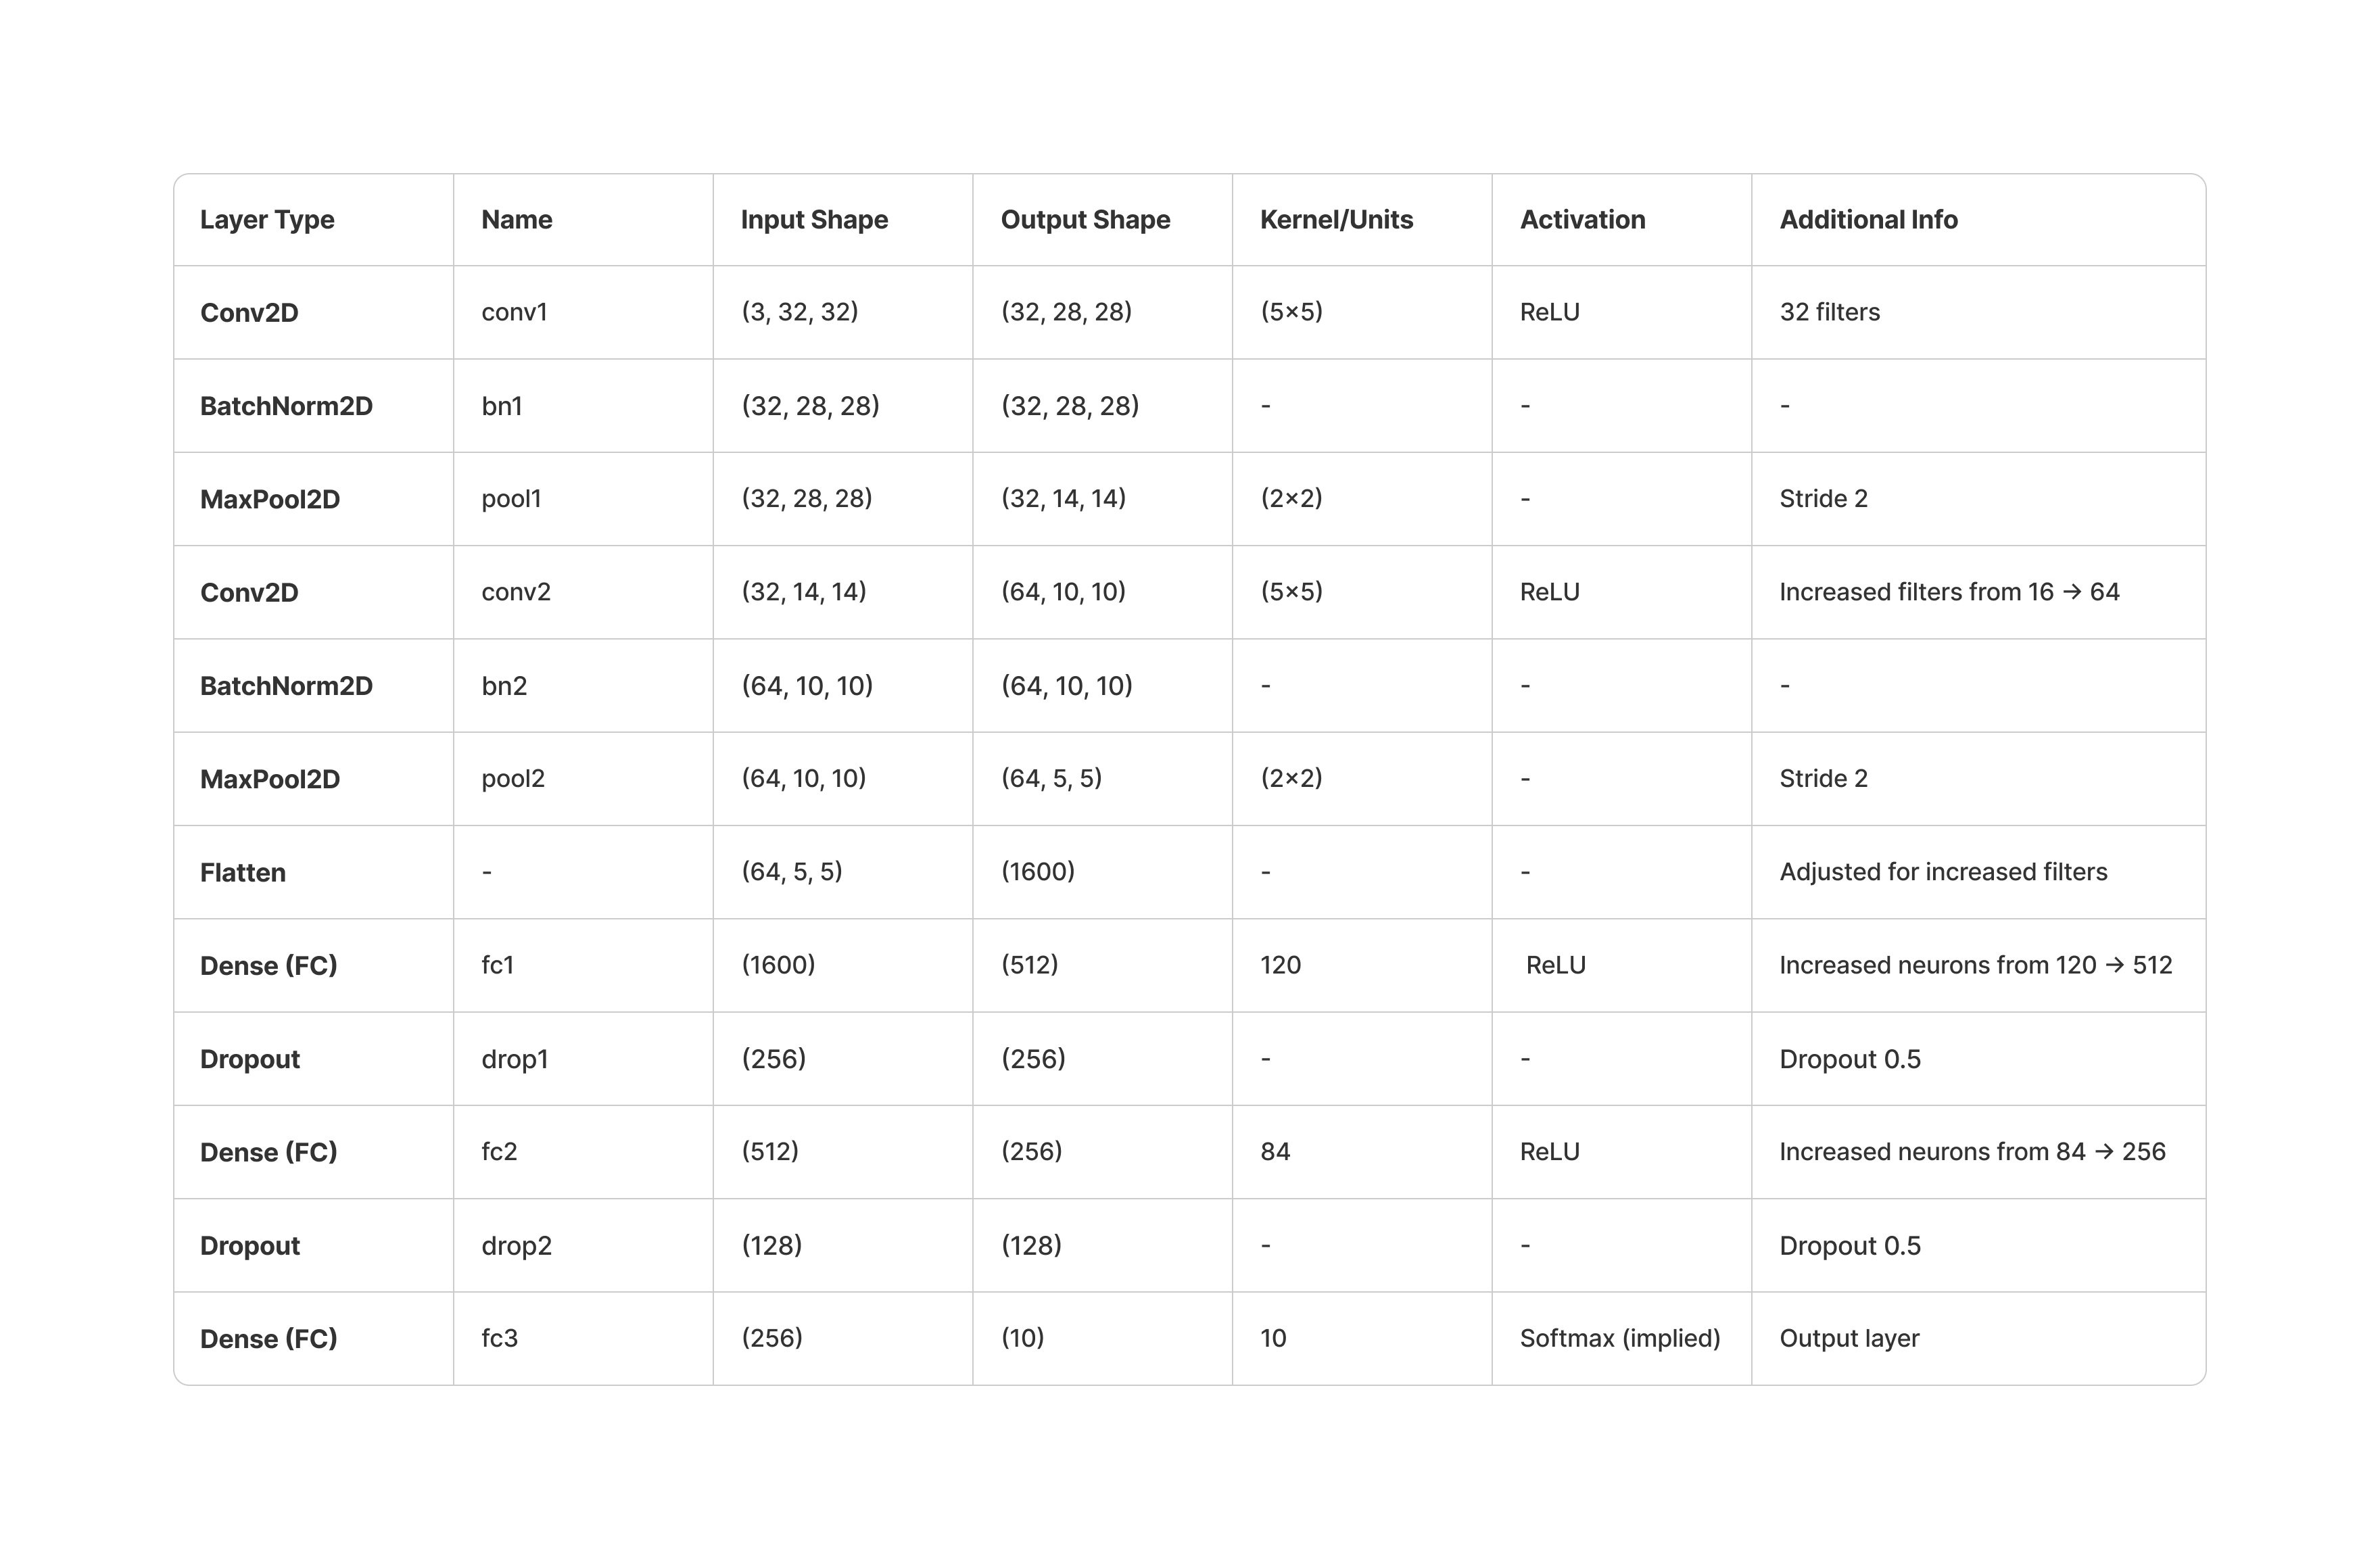 Layer Type Name Input Shape Output Shape Kernel/Units Activation Additional Info
Conv2D conv1 (3, 32, 32) (32, 28, 28) (5×5) ReLU 32 filters
BatchNorm2D bn1 (32, 28, 28) (32, 28, 28) - - -
MaxPool2D pool1 (32, 28, 28) (32, 14, 14) (2×2) - Stride 2
Conv2D conv2 (32, 14, 14) (64, 10, 10) (5×5) ReLU Increased filters from 16 → 64
BatchNorm2D bn2 (64, 10, 10) (64, 10, 10) - - -
MaxPool2D pool2 (64, 10, 10) (64, 5, 5) (2×2) - Stride 2
Flatten - (64, 5, 5) (1600) - - Adjusted for increased filters
Dense (FC) fc1 (1600) (512) 120 ReLU Increased neurons from 120 → 512
Dropout drop1 (256) (256) - - Dropout 0.5
Dense (FC) fc2 (512) (256) 84 ReLU Increased neurons from 84 → 256
Dropout drop2 (128) (128) - - Dropout 0.5
Dense (FC) fc3 (256) (10) 10 Softmax (implied) Output layer